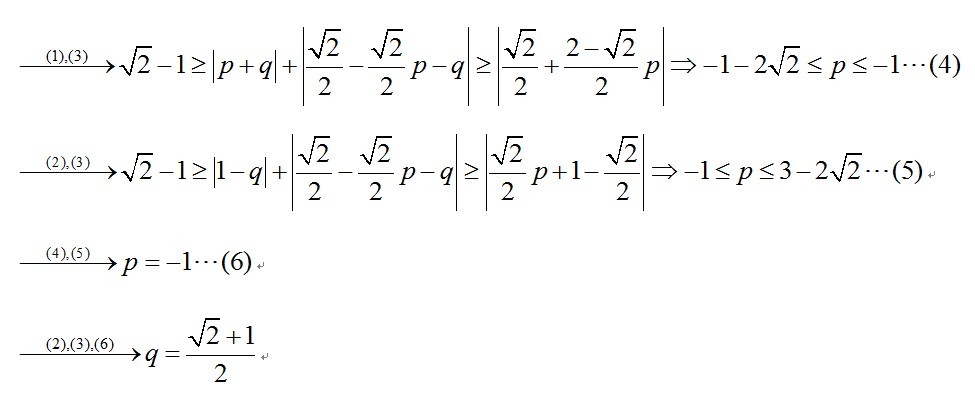 (1),(3)⟶ √2−1 ≥ |p+q| + |√2/2 − √2/2 p − q| ≥ |√2/2 + (2−√2)/2 p| ⇒ −1−2√2 ≤ p ≤ −1⋯(4)
(2),(3)⟶ √2−1 ≥ |1−q| + |√2/2 − √2/2 p − q| ≥ |√2/2 p + 1 − √2/2| ⇒ −1 ≤ p ≤ 3−2√2⋯(5)
(4),(5)⟶ p = −1⋯(6)
(2),(3),(6)⟶ q = (√2+1)/2